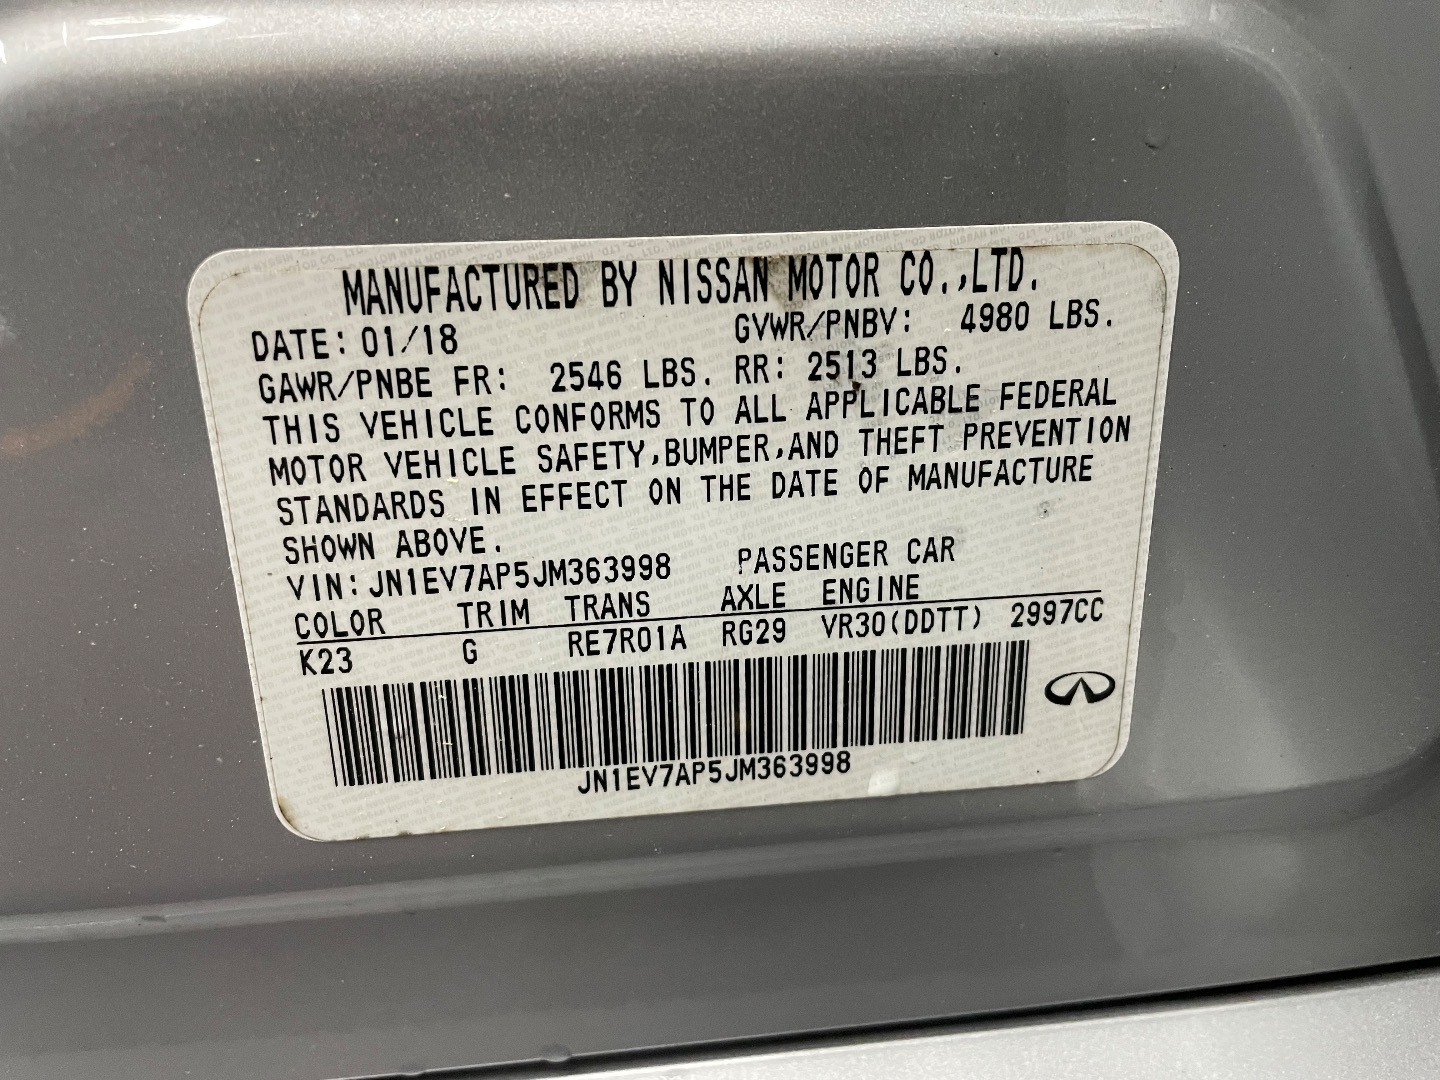 MANUFACTURED BY NISSAN MOTOR CO.,LTD.
DATE: 01/18 GVWR/PNBV: 4980 LBS.
GAWR/PNBE FR: 2546 LBS. RR: 2513 LBS.
THIS VEHICLE CONFORMS TO ALL APPLICABLE FEDERAL
MOTOR VEHICLE SAFETY,BUMPER,AND THEFT PREVENTION
STANDARDS IN EFFECT ON THE DATE OF MANUFACTURE
SHOWN ABOVE.
VIN:JN1EV7AP5JM363998 PASSENGER CAR
COLOR TRIM TRANS AXLE ENGINE
K23 G RE7R01A RG29 VR30(DDTT) 2997CC
JN1EV7AP5JM363998